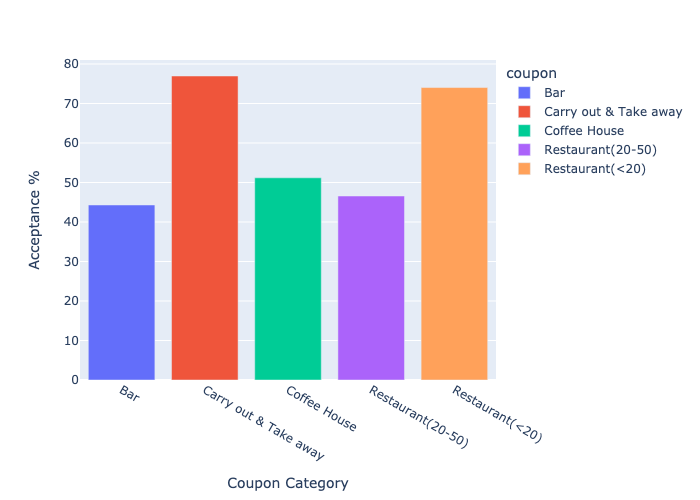 80
70
60
50
40
30
20
10
0
Acceptance %
Bar
Carry out & Take away
Coffee House
Restaurant(20-50)
Restaurant(<20)
Coupon Category
coupon
Bar
Carry out & Take away
Coffee House
Restaurant(20-50)
Restaurant(<20)